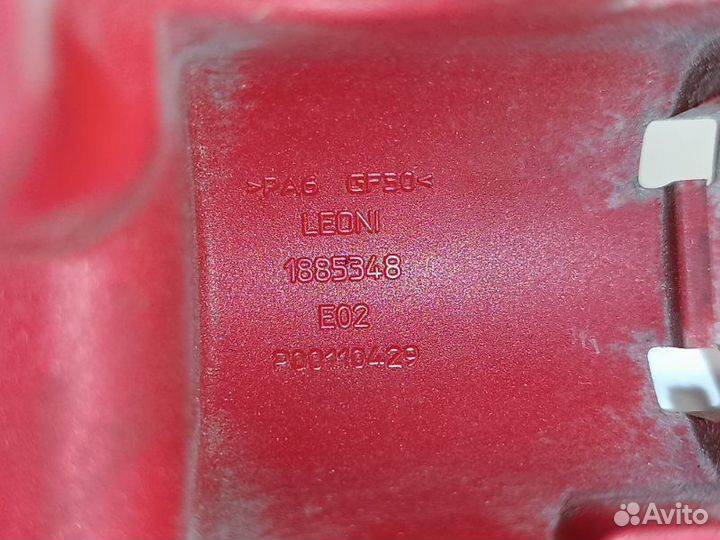 >PA6 GF30<
LEONI
1885348
E02
P00110429
Avito